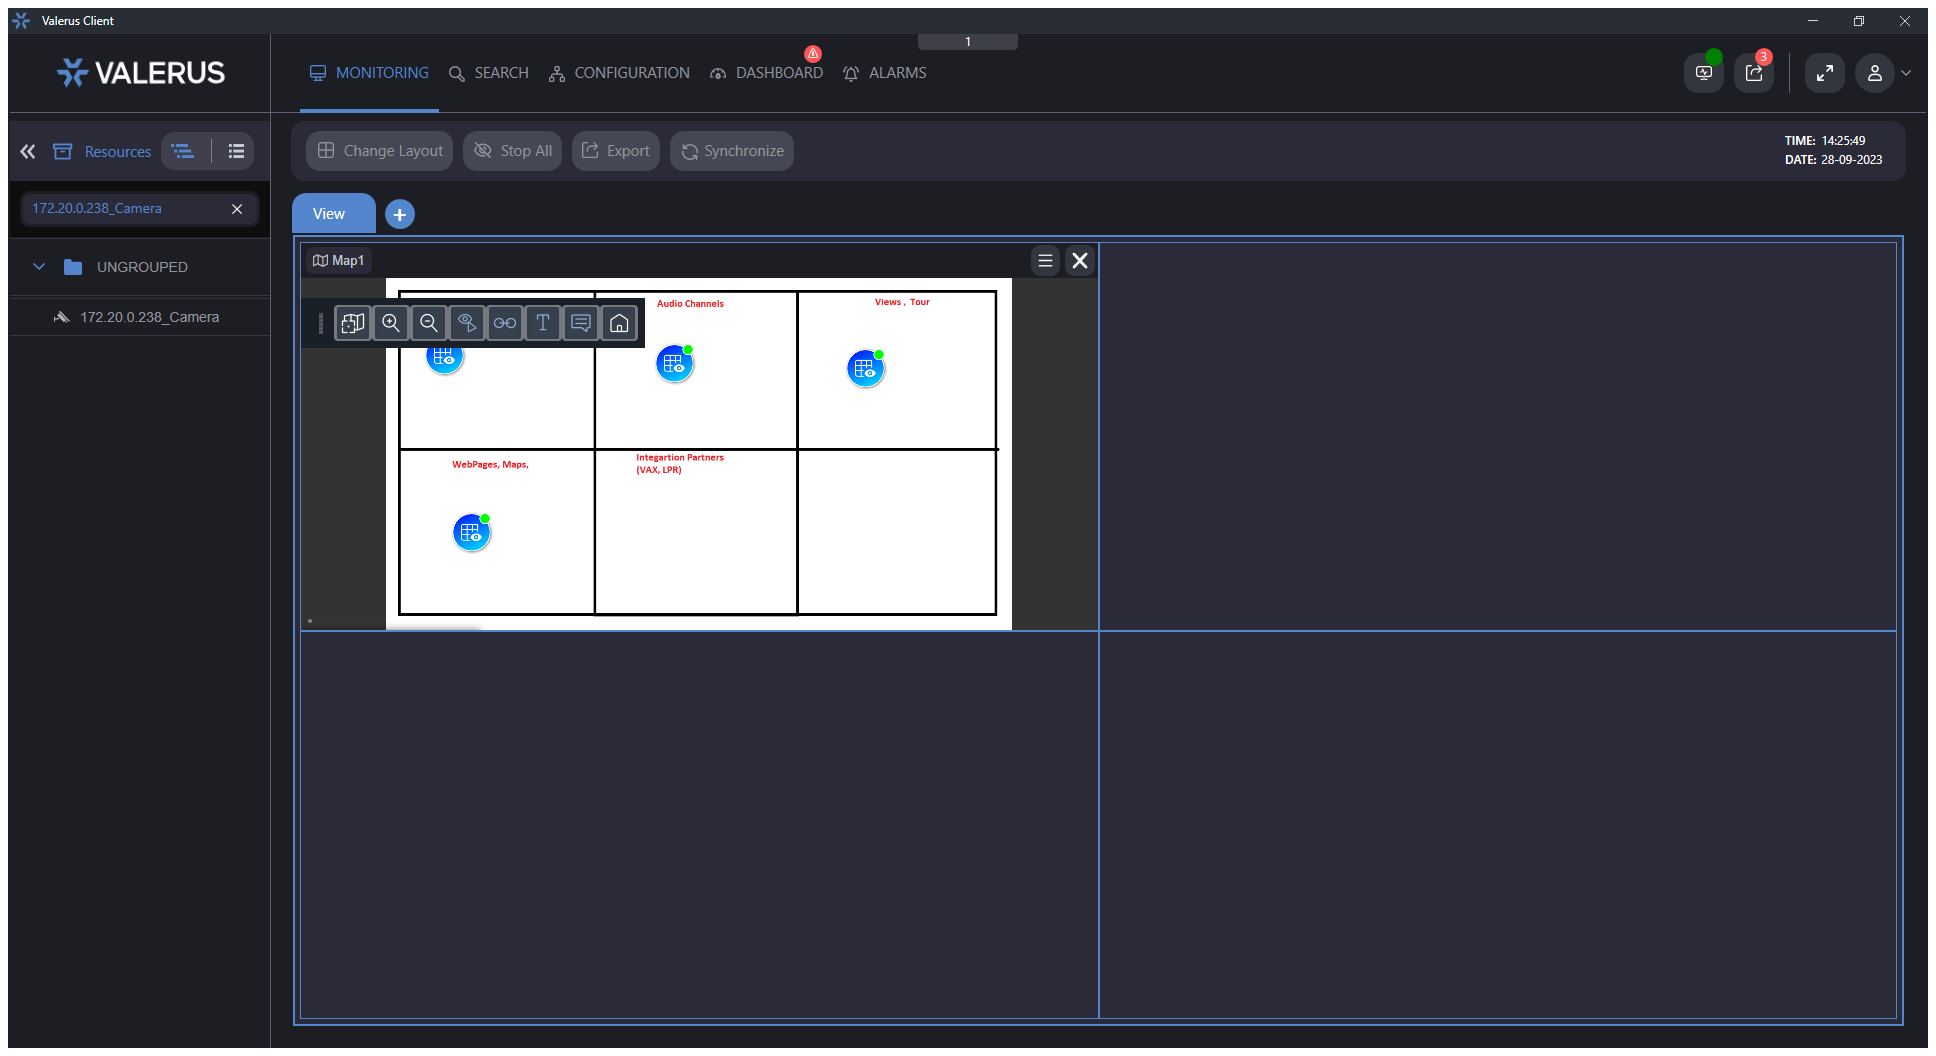 Valerus Client
1
VALERUS
MONITORING
SEARCH
CONFIGURATION
DASHBOARD
ALARMS
3
Resources
Change Layout
Stop All
Export
Synchronize
TIME: 14:25:49
DATE: 28-09-2023
172.20.0.238_Camera
View
UNGROUPED
172.20.0.238_Camera
Map1
Audio Channels
Views , Tour
T
WebPages, Maps,
Integartion Partners
(VAX, LPR)